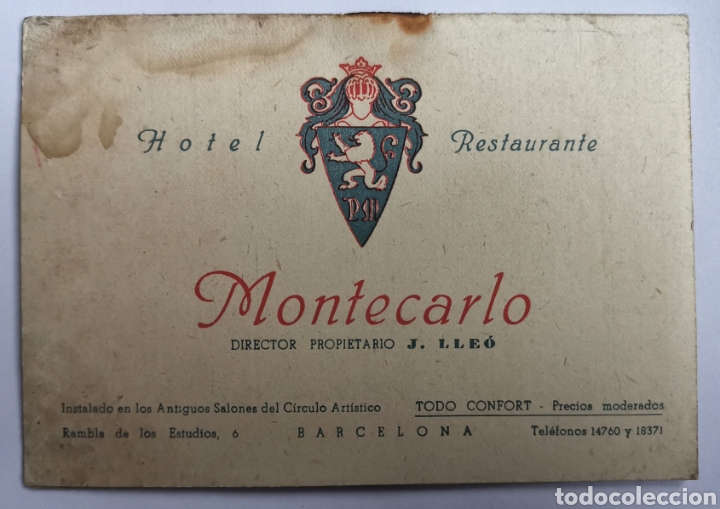 Hotel Restaurante
Montecarlo
DIRECTOR PROPIETARIO J. LLEÓ
Instalado en los Antiguos Salones del Círculo Artístico TODO CONFORT - Precios moderados
Rambla de los Estudios, 6 BARCELONA Teléfonos 14760 y 18371
todocoleccion